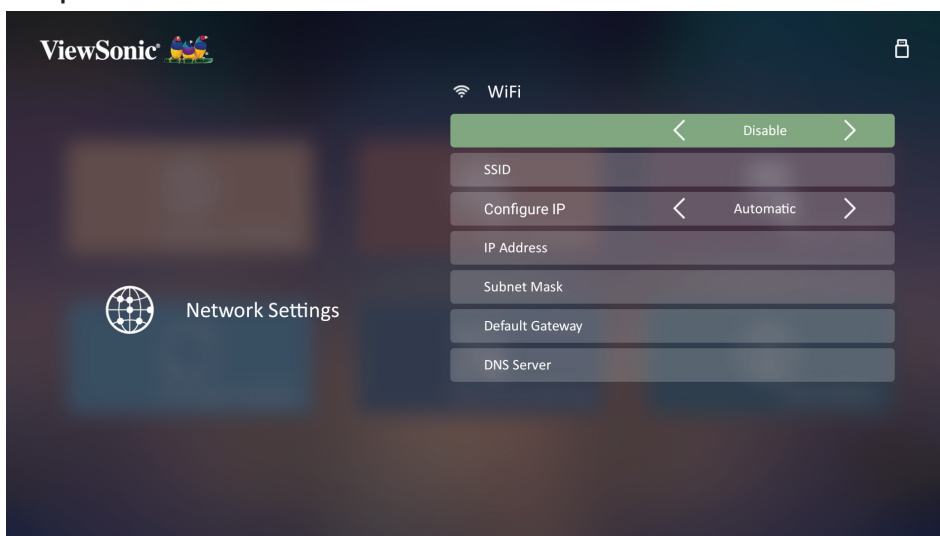 ViewSonic®
WiFi
Disable
SSID
Configure IP Automatic
IP Address
Subnet Mask
Network Settings
Default Gateway
DNS Server